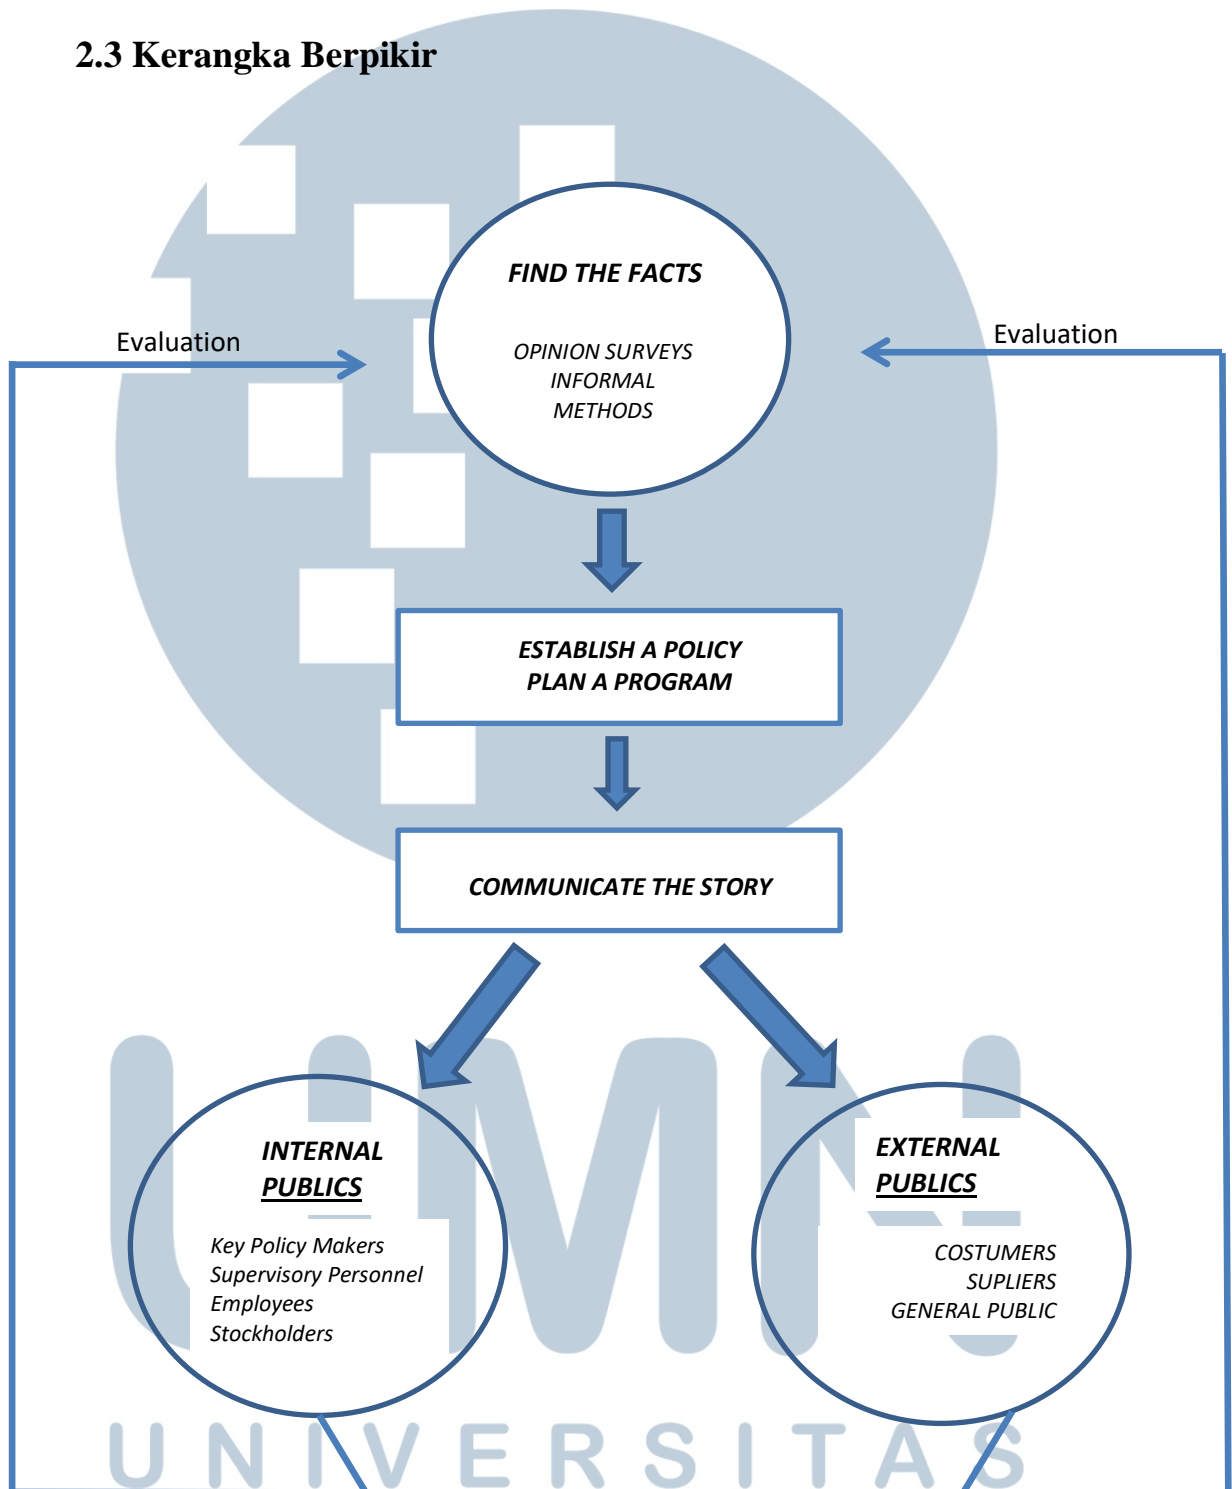 2.3 Kerangka Berpikir
FIND THE FACTS
OPINION SURVEYS
INFORMAL
METHODS
Evaluation
Evaluation
ESTABLISH A POLICY
PLAN A PROGRAM
COMMUNICATE THE STORY
INTERNAL
PUBLICS
Key Policy Makers
Supervisory Personnel
Employees
Stockholders
EXTERNAL
PUBLICS
COSTUMERS
SUPLIERS
GENERAL PUBLIC
UMN
UNIVERSITAS